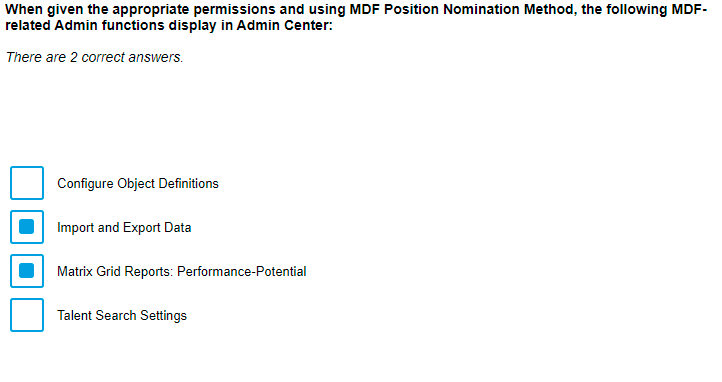 When given the appropriate permissions and using MDF Position Nomination Method, the following MDF-
related Admin functions display in Admin Center:
There are 2 correct answers.
Configure Object Definitions
Import and Export Data
Matrix Grid Reports: Performance-Potential
Talent Search Settings